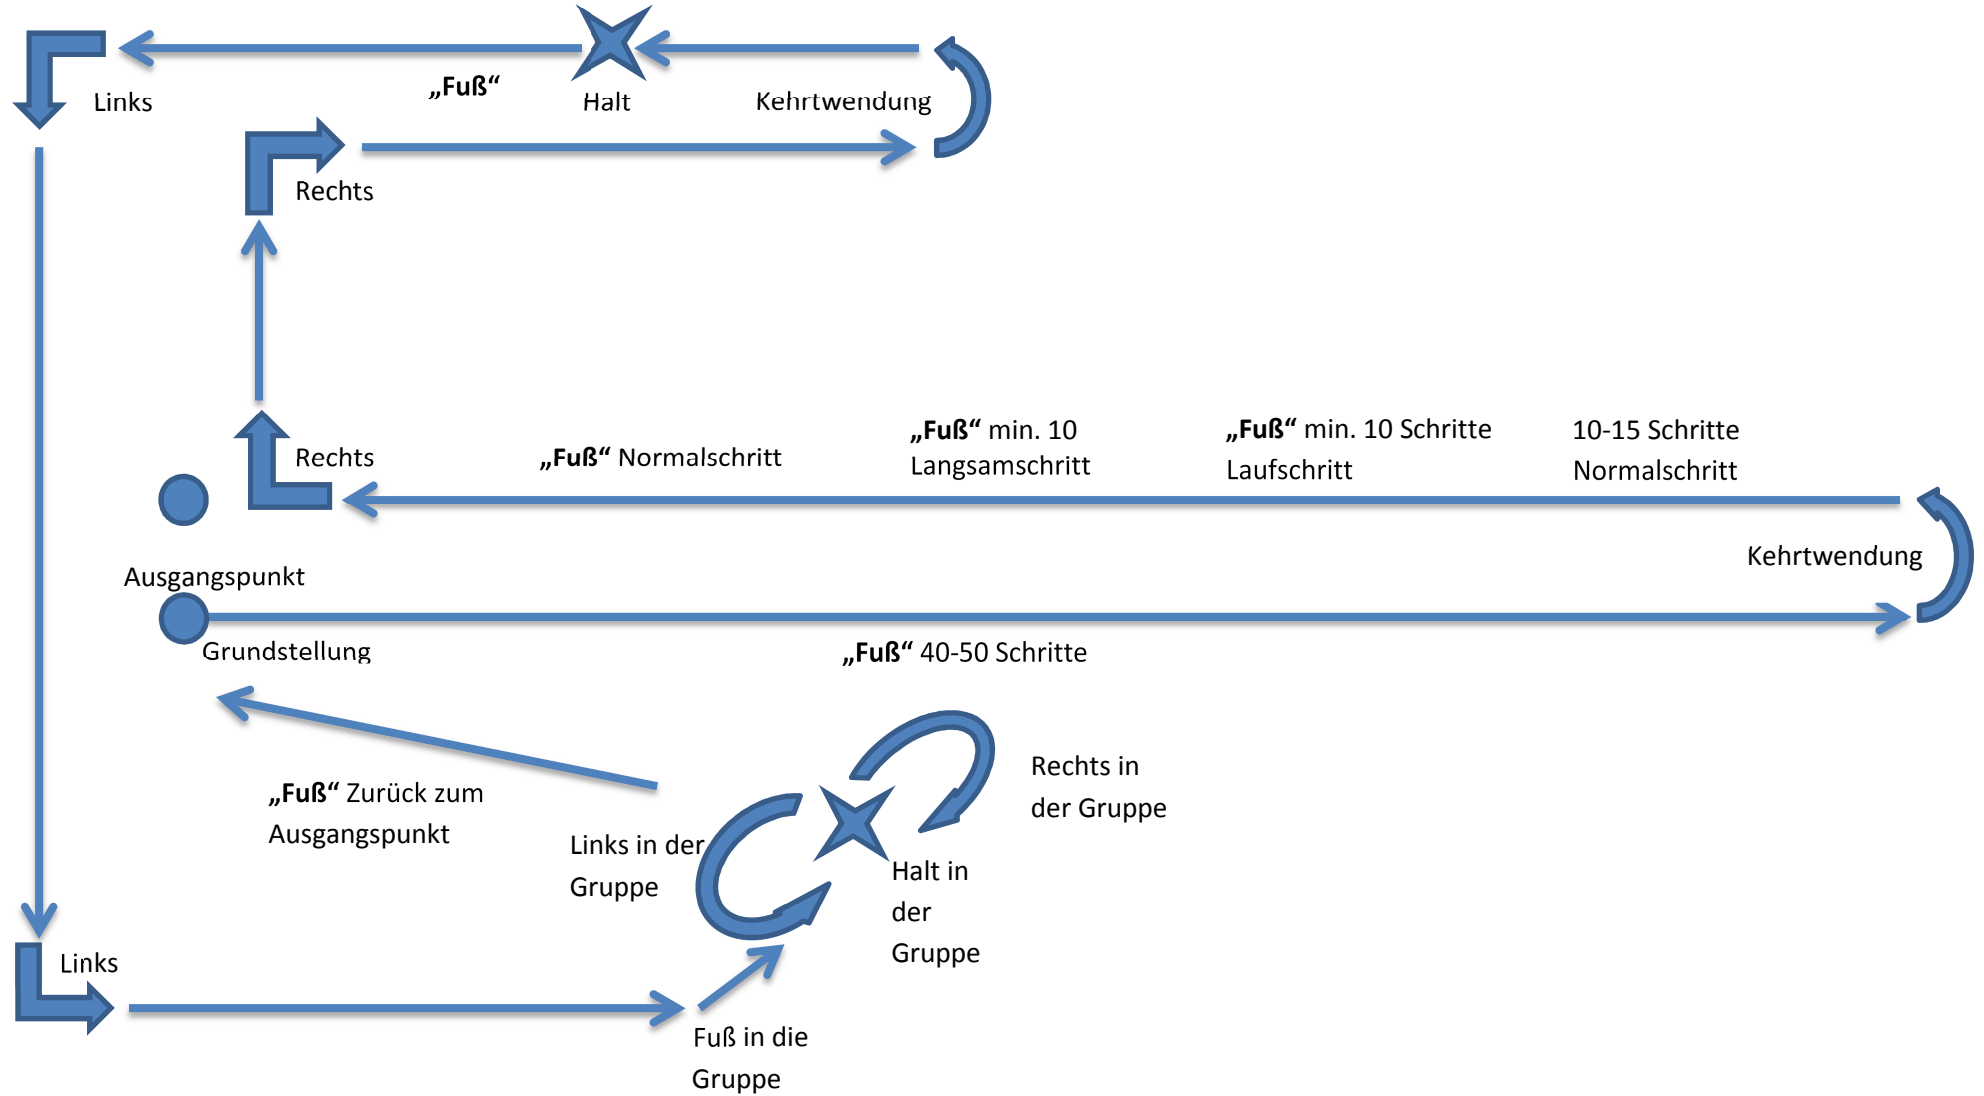 „Fuß“
Links
Halt
Kehrtwendung
Rechts
Rechts
„Fuß“ Normalschritt
„Fuß“ min. 10
Langsamschritt
„Fuß“ min. 10 Schritte
Laufschritt
10-15 Schritte
Normalschritt
Kehrtwendung
Ausgangspunkt
Grundstellung
„Fuß“ 40-50 Schritte
„Fuß“ Zurück zum
Ausgangspunkt
Rechts in
der Gruppe
Links in der
Gruppe
Halt in
der
Gruppe
Links
Fuß in die
Gruppe